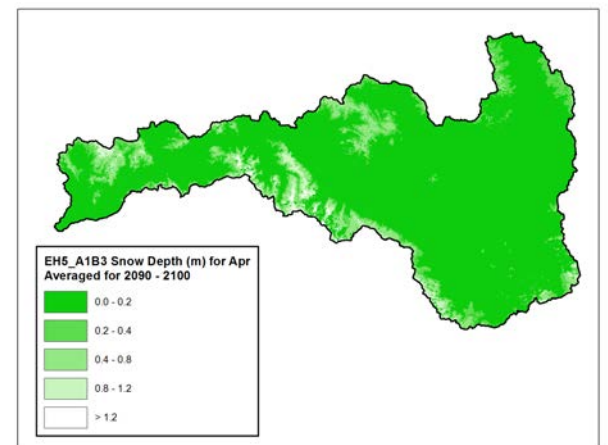 EH5_A1B3 Snow Depth (m) for Apr
Averaged for 2090 - 2100
0.0 - 0.2
0.2 - 0.4
0.4 - 0.8
0.8 - 1.2
> 1.2